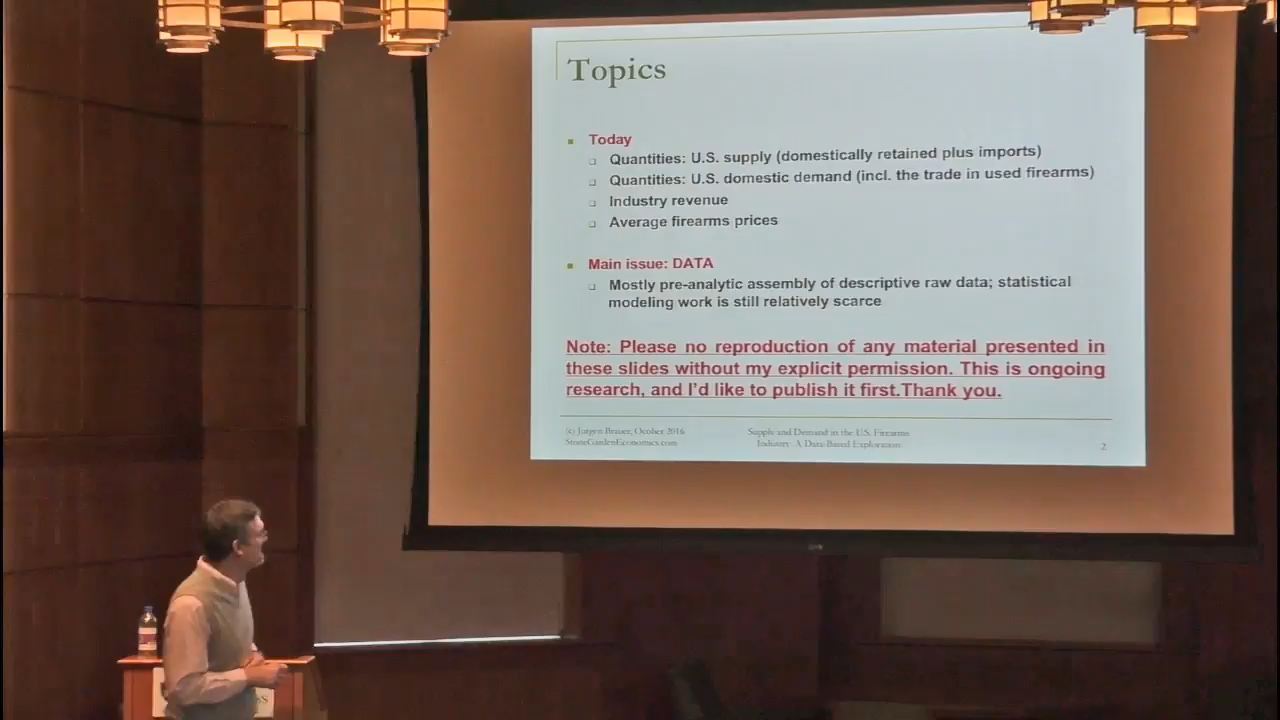 Topics
Today
Quantities: U.S. supply (domestically retained plus imports)
Quantities: U.S. domestic demand (incl. the trade in used firearms)
Industry revenue
Average firearms prices
Main issue: DATA
Mostly pre-analytic assembly of descriptive raw data; statistical
modeling work is still relatively scarce
Note: Please no reproduction of any material presented in
these slides without my explicit permission. This is ongoing
research, and I'd like to publish it first.Thank you.
(c) Jurgen Brauer, Ocober 2016
StoneGardenEconomics.com
Supply and Demand in the U.S. Firearms
Industry: A Data-Based Exploration
2